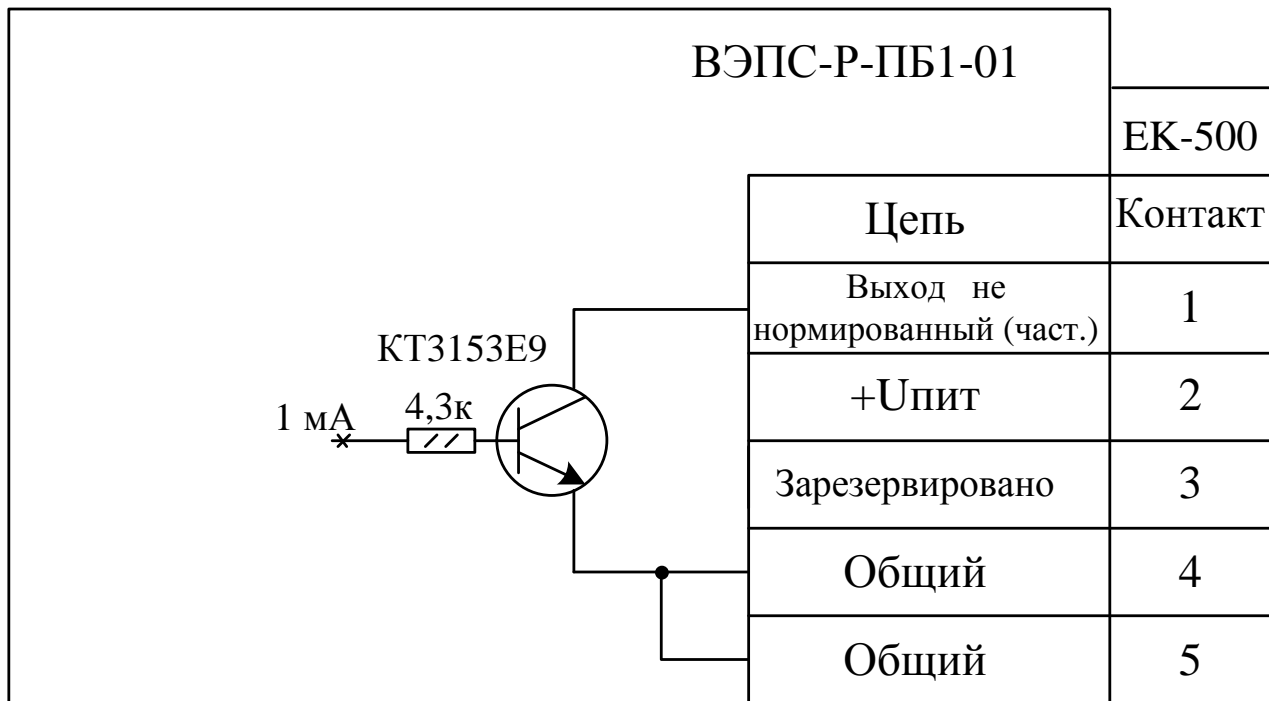 ВЭПС-Р-ПБ1-01
ЕК-500
Цепь
Контакт
Выход не
нормированный (част.)
1
+Uпит
2
Зарезервировано
3
Общий
4
Общий
5
КТ3153Е9
4,3к
1 мА